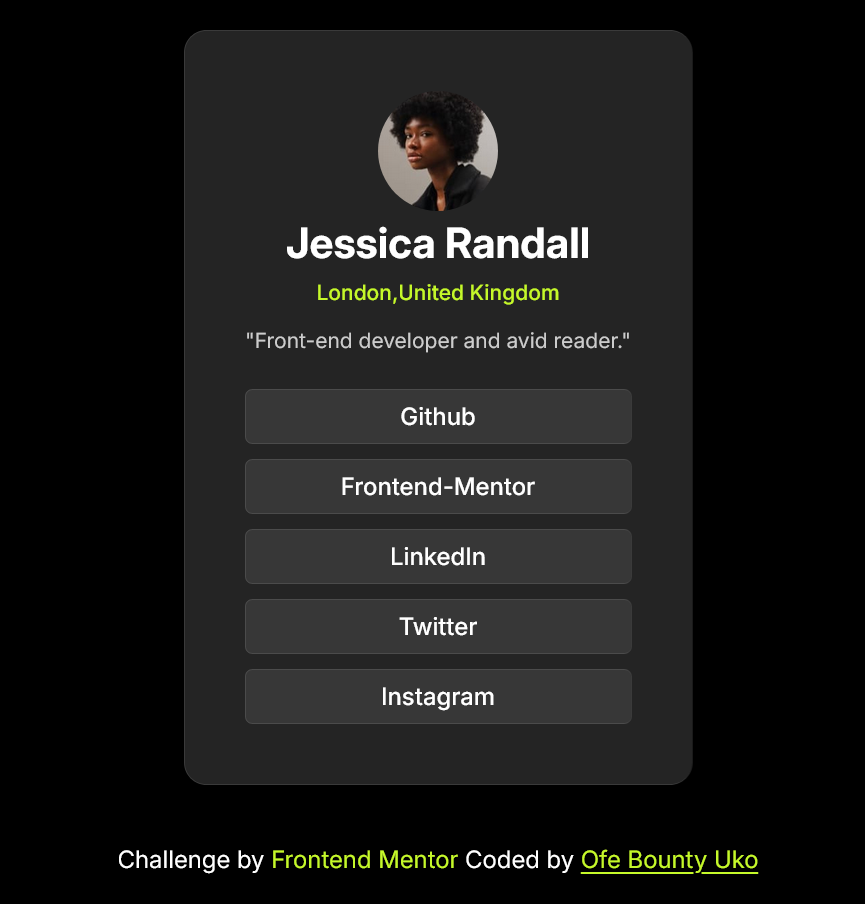 Jessica Randall
London,United Kingdom
"Front-end developer and avid reader."
Github
Frontend-Mentor
LinkedIn
Twitter
Instagram
Challenge by Frontend Mentor Coded by Ofe Bounty Uko